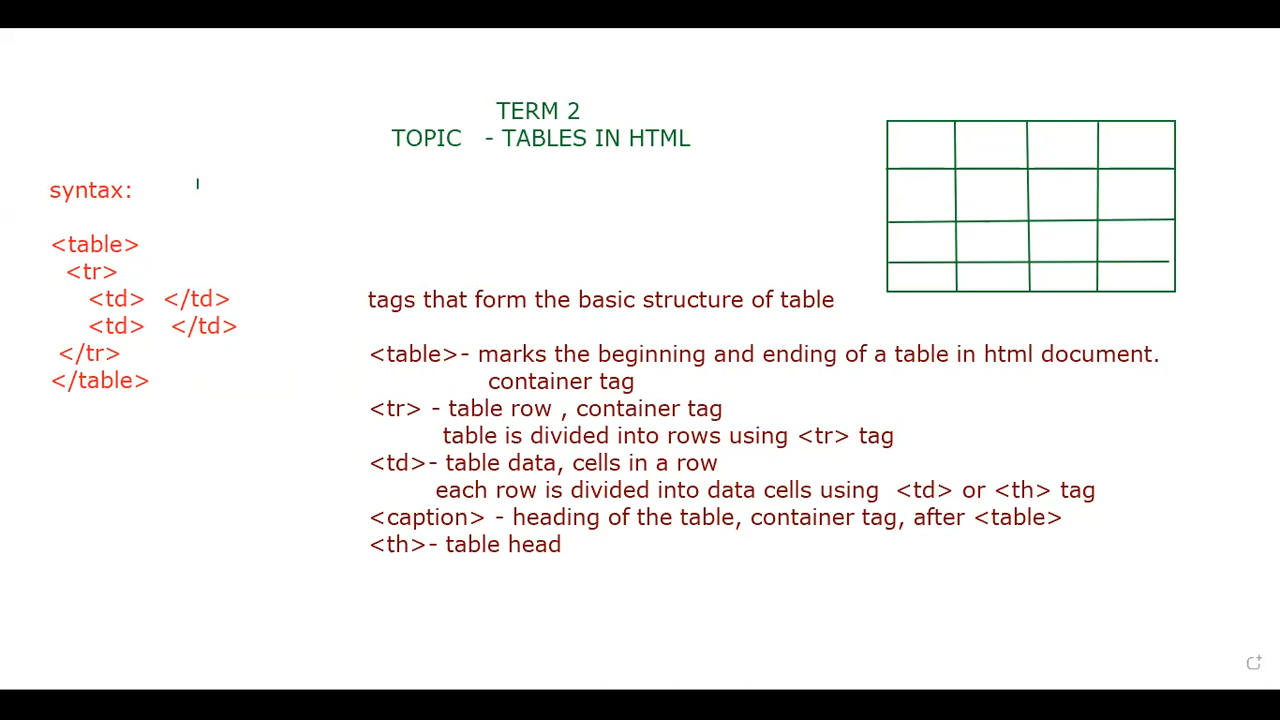 TERM 2
TOPIC - TABLES IN HTML
syntax:
<table>
<tr>
<td> </td>
<td> </td>
</tr>
</table>
tags that form the basic structure of table
<table>- marks the beginning and ending of a table in html document.
container tag
<tr> - table row , container tag
table is divided into rows using <tr> tag
<td>- table data, cells in a row
each row is divided into data cells using <td> or <th> tag
<caption> - heading of the table, container tag, after <table>
<th>- table head